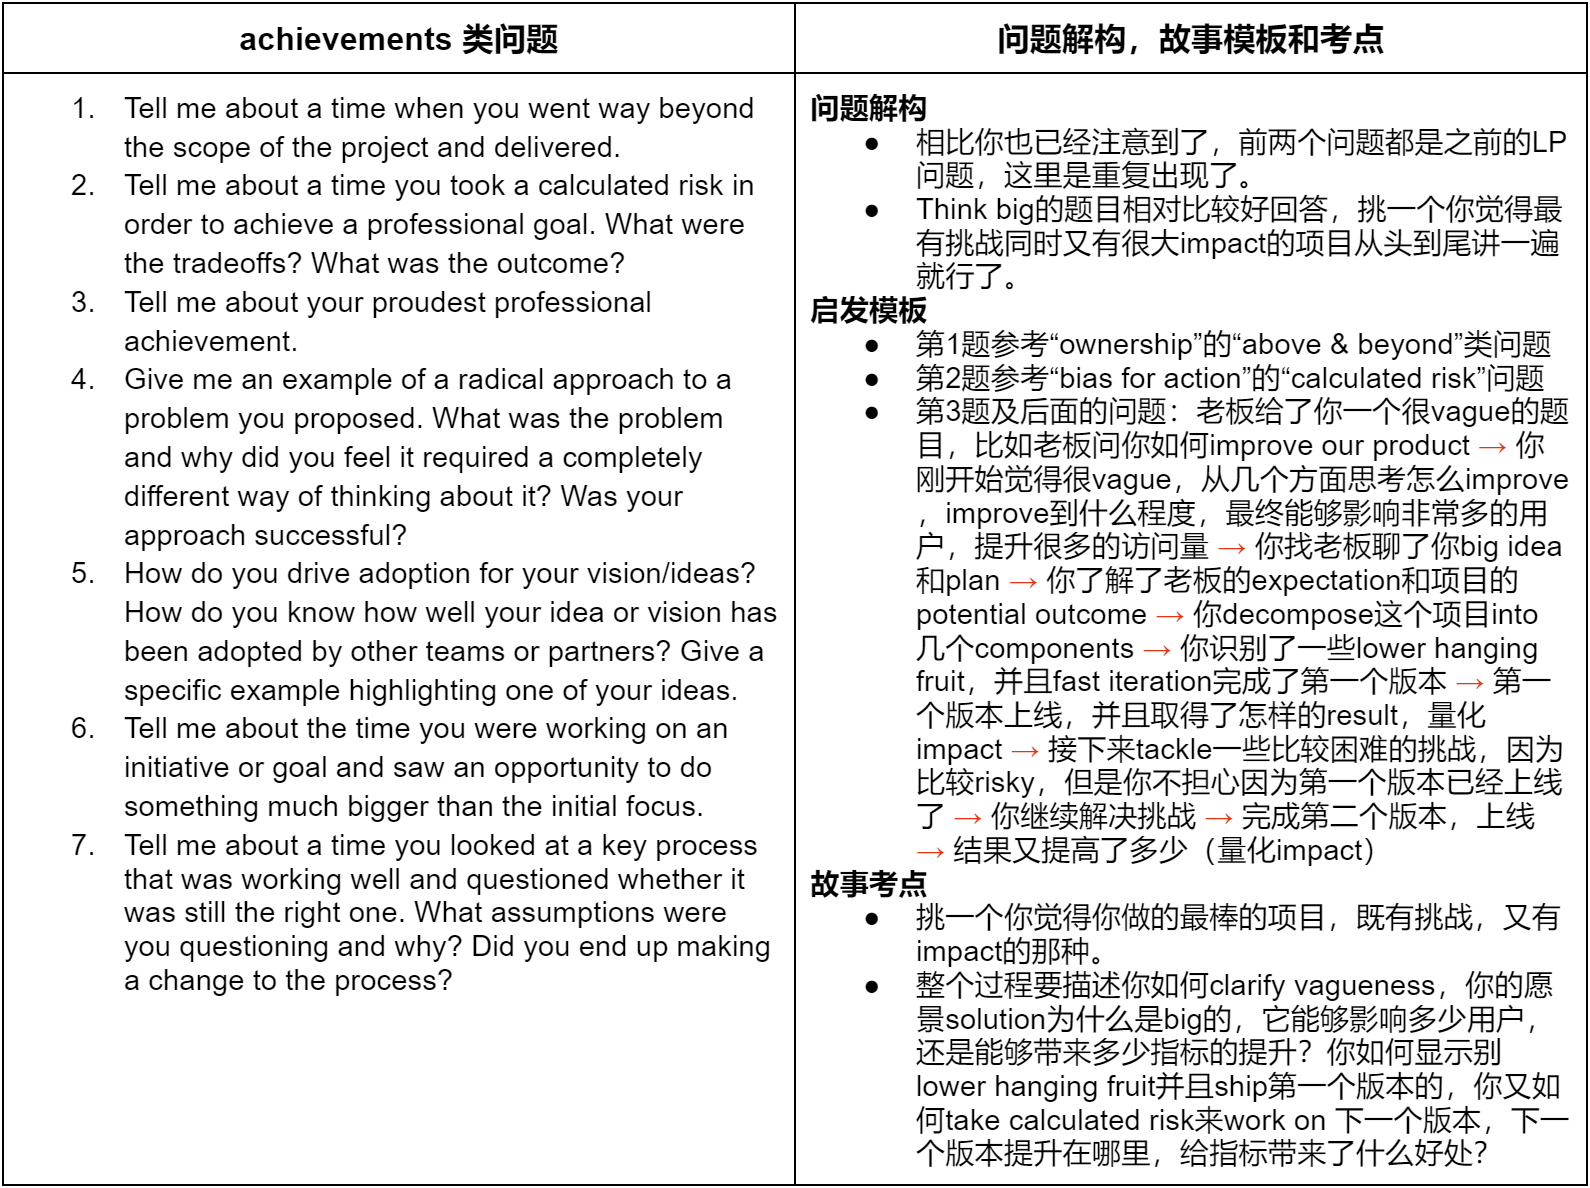 achievements 类问题
问题解构，故事模板和考点
1. Tell me about a time when you went way beyond
the scope of the project and delivered.
2. Tell me about a time you took a calculated risk in
order to achieve a professional goal. What were
the tradeoffs? What was the outcome?
3. Tell me about your proudest professional
achievement.
4. Give me an example of a radical approach to a
problem you proposed. What was the problem
and why did you feel it required a completely
different way of thinking about it? Was your
approach successful?
5. How do you drive adoption for your vision/ideas?
How do you know how well your idea or vision has
been adopted by other teams or partners? Give a
specific example highlighting one of your ideas.
6. Tell me about the time you were working on an
initiative or goal and saw an opportunity to do
something much bigger than the initial focus.
7. Tell me about a time you looked at a key process
that was working well and questioned whether it
was still the right one. What assumptions were
you questioning and why? Did you end up making
a change to the process?
问题解构
● 相比你也已经注意到了，前两个问题都是之前的LP
问题，这里是重复出现了。
● Think big的题目相对比较好回答，挑一个你觉得最
有挑战同时又有很大impact的项目从头到尾讲一遍
就行了。
启发模板
● 第1题参考“ownership”的“above & beyond”类问题
● 第2题参考“bias for action”的“calculated risk”问题
● 第3题及后面的问题：老板给了你一个很vague的题
目，比如老板问你如何improve our product → 你
刚开始觉得很vague，从几个方面思考怎么improve
，improve到什么程度，最终能够影响非常多的用
户，提升很多的访问量 → 你找老板聊了你big idea
和plan → 你了解了老板的expectation和项目的
potential outcome → 你decompose这个项目into
几个components → 你识别了一些lower hanging
fruit，并且fast iteration完成了第一个版本 → 第一
个版本上线，并且取得了怎样的result，量化
impact → 接下来tackle一些比较困难的挑战，因为
比较risky，但是你不担心因为第一个版本已经上线
了 → 你继续解决挑战 → 完成第二个版本，上线
→ 结果又提高了多少（量化impact）
故事考点
● 挑一个你觉得你做的最棒的项目，既有挑战，又有
impact的那种。
● 整个过程要描述你如何clarify vagueness，你的愿
景solution为什么是big的，它能够影响多少用户，
还是能够带来多少指标的提升？你如何显示别
lower hanging fruit并且ship第一个版本的，你又如
何take calculated risk来work on 下一个版本，下一
个版本提升在哪里，给指标带来了什么好处？